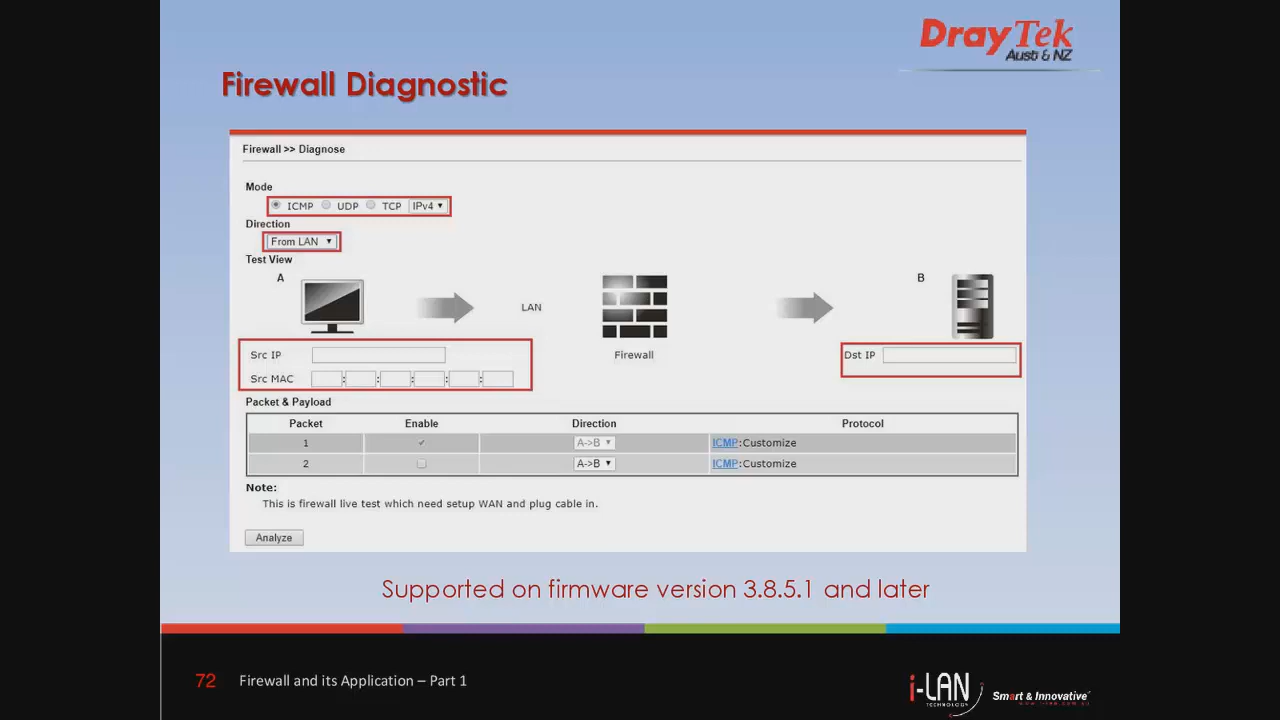 DrayTek
Aust & NZ
Firewall Diagnostic
Firewall >> Diagnose
Mode
ICMP UDP TCP IPv4
Direction
From LAN
Test View
A
B
LAN
Src IP
Firewall
Dst IP
Src MAC : : : : :
Packet & Payload
Packet Enable Direction Protocol
1 A->B ICMP:Customize
2 A->B ICMP:Customize
Note:
This is firewall live test which need setup WAN and plug cable in.
Analyze
Supported on firmware version 3.8.5.1 and later
72 Firewall and its Application – Part 1
i-LAN
TECHNOLOGY
Smart & Innovative